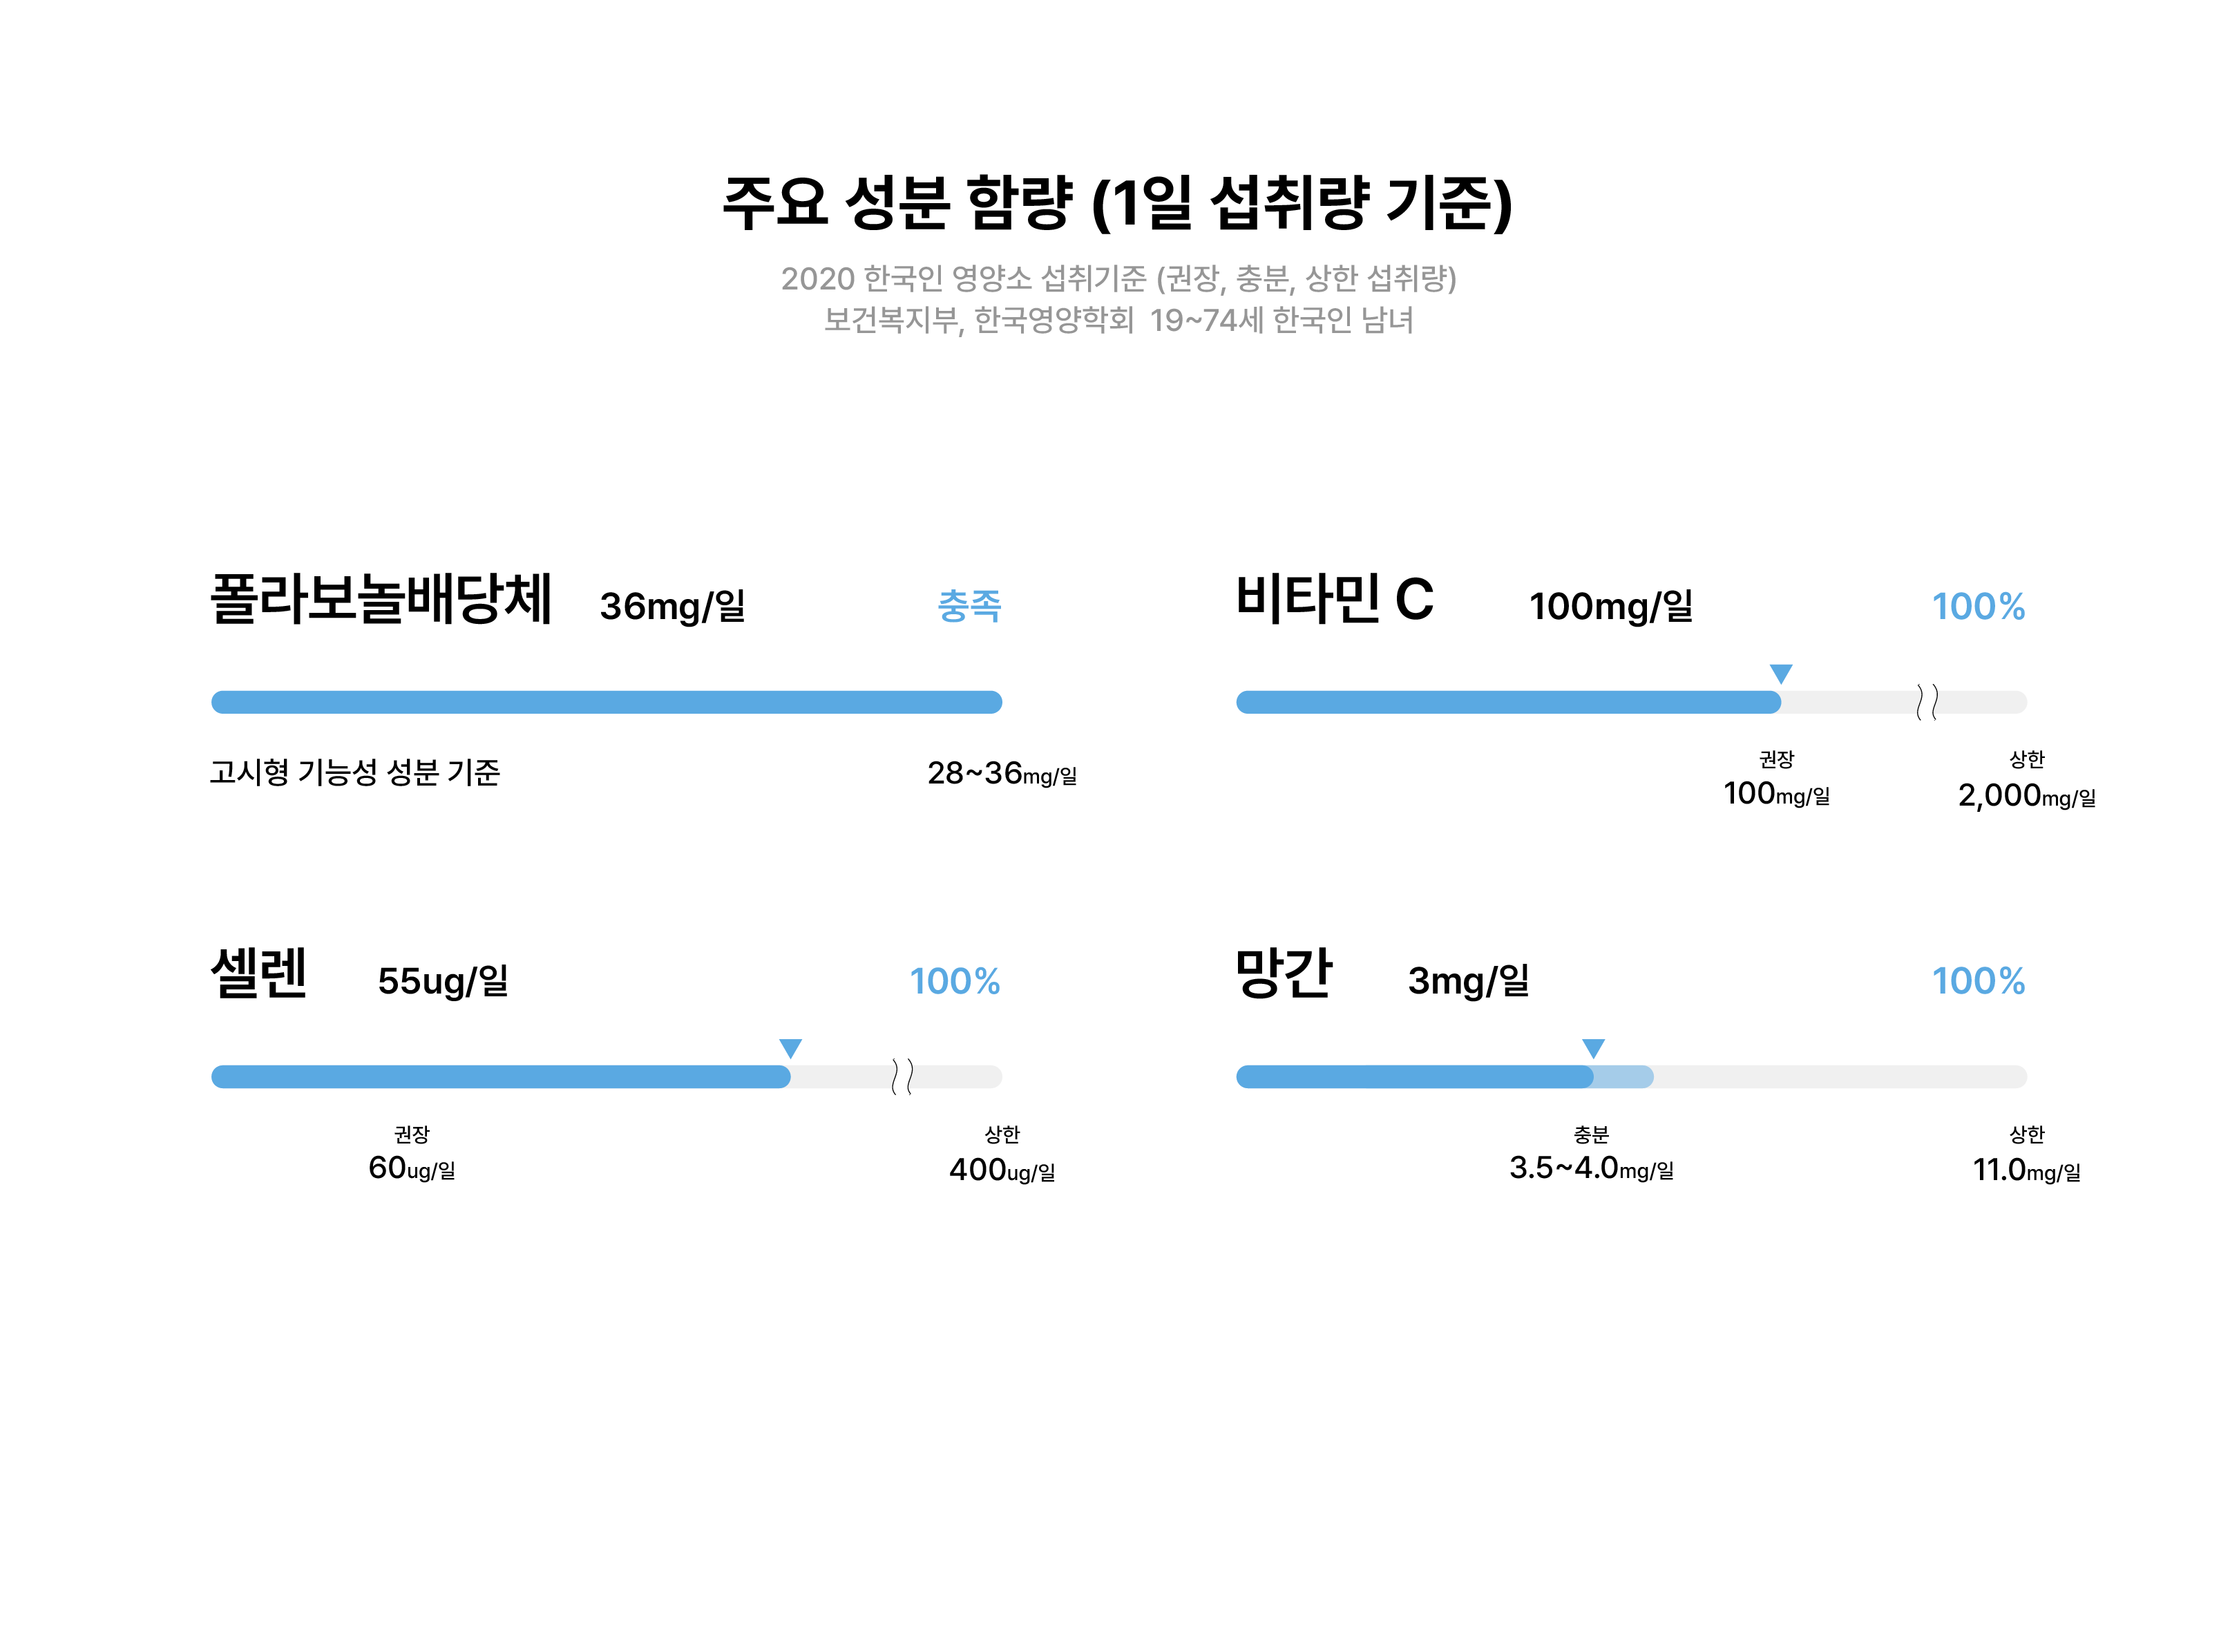 주요 성분 함량 (1일 섭취량 기준)
2020 한국인 영양소 섭취기준 (권장, 충분, 상한 섭취량)
보건복지부, 한국영양학회 19~74세 한국인 남녀
폴라보놀배당체 36mg/일 충족
고시형 기능성 성분 기준 28~36mg/일
비타민 C 100mg/일 100%
권장 상한
100mg/일 2,000mg/일
셀렌 55ug/일 100%
권장 상한
60ug/일 400ug/일
망간 3mg/일 100%
충분 상한
3.5~4.0mg/일 11.0mg/일